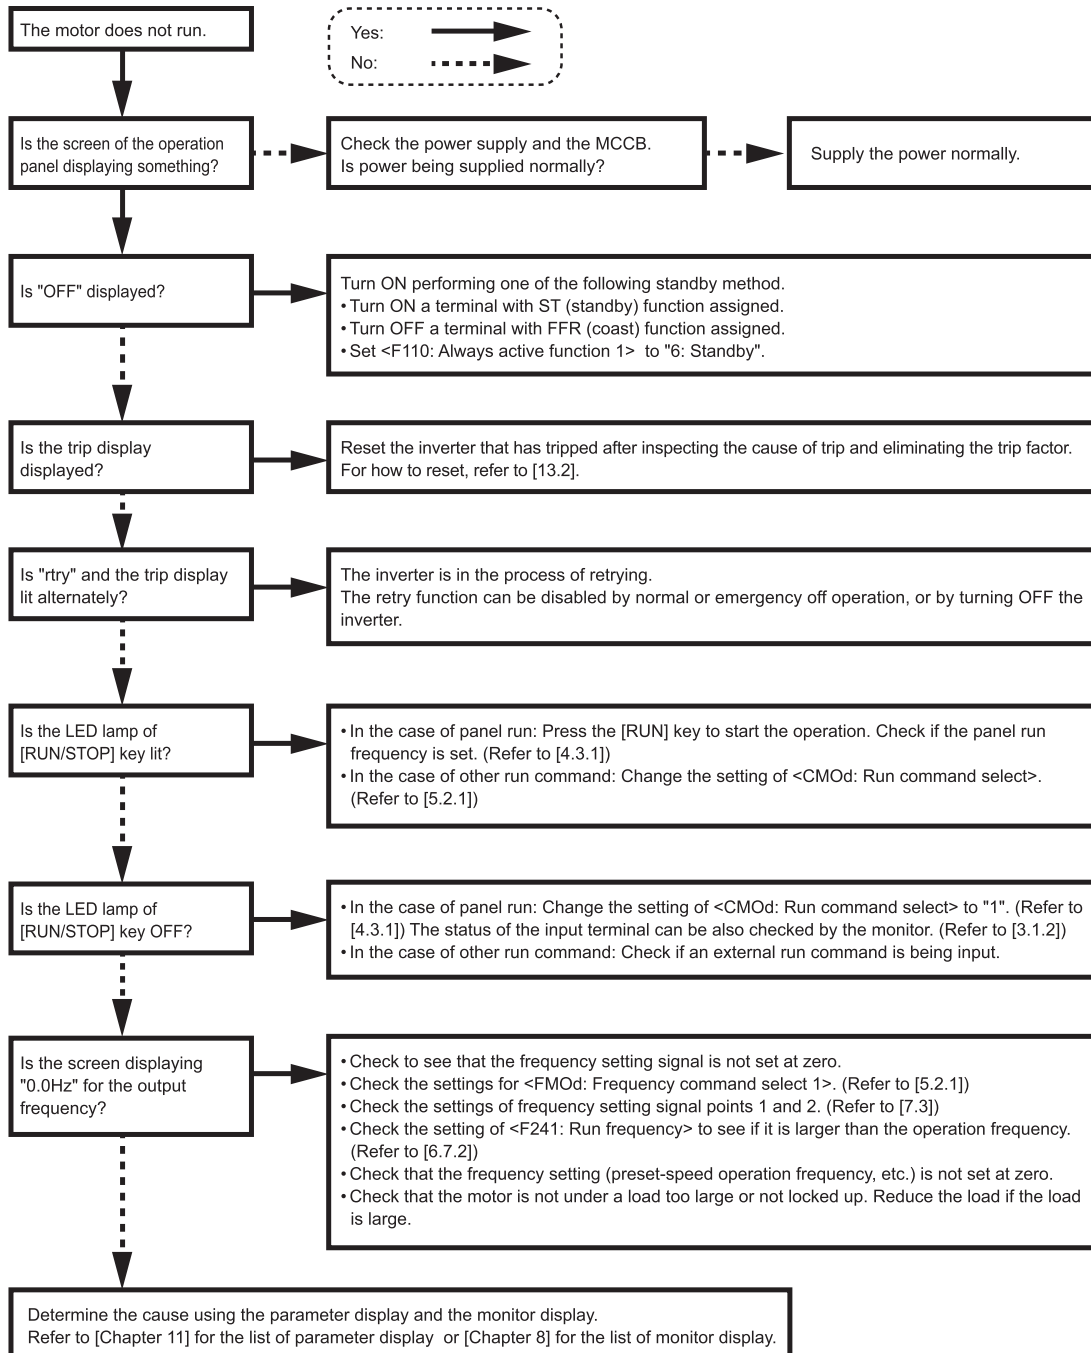 The motor does not run.
Yes:
No:
Is the screen of the operation
panel displaying something?
Check the power supply and the MCCB.
Is power being supplied normally?
Supply the power normally.
Is "OFF" displayed?
Turn ON performing one of the following standby method.
• Turn ON a terminal with ST (standby) function assigned.
• Turn OFF a terminal with FFR (coast) function assigned.
• Set <F110: Always active function 1> to "6: Standby".
Is the trip display
displayed?
Reset the inverter that has tripped after inspecting the cause of trip and eliminating the trip factor.
For how to reset, refer to [13.2].
Is "rtry" and the trip display
lit alternately?
The inverter is in the process of retrying.
The retry function can be disabled by normal or emergency off operation, or by turning OFF the
inverter.
Is the LED lamp of
[RUN/STOP] key lit?
• In the case of panel run: Press the [RUN] key to start the operation. Check if the panel run
frequency is set. (Refer to [4.3.1])
• In the case of other run command: Change the setting of <CMOd: Run command select>.
(Refer to [5.2.1])
Is the LED lamp of
[RUN/STOP] key OFF?
• In the case of panel run: Change the setting of <CMOd: Run command select> to "1". (Refer to
[4.3.1]) The status of the input terminal can be also checked by the monitor. (Refer to [3.1.2])
• In the case of other run command: Check if an external run command is being input.
Is the screen displaying
"0.0Hz" for the output
frequency?
• Check to see that the frequency setting signal is not set at zero.
• Check the settings for <FMOd: Frequency command select 1>. (Refer to [5.2.1])
• Check the settings of frequency setting signal points 1 and 2. (Refer to [7.3])
• Check the setting of <F241: Run frequency> to see if it is larger than the operation frequency.
(Refer to [6.7.2])
• Check that the frequency setting (preset-speed operation frequency, etc.) is not set at zero.
• Check that the motor is not under a load too large or not locked up. Reduce the load if the load
is large.
Determine the cause using the parameter display and the monitor display.
Refer to [Chapter 11] for the list of parameter display or [Chapter 8] for the list of monitor display.